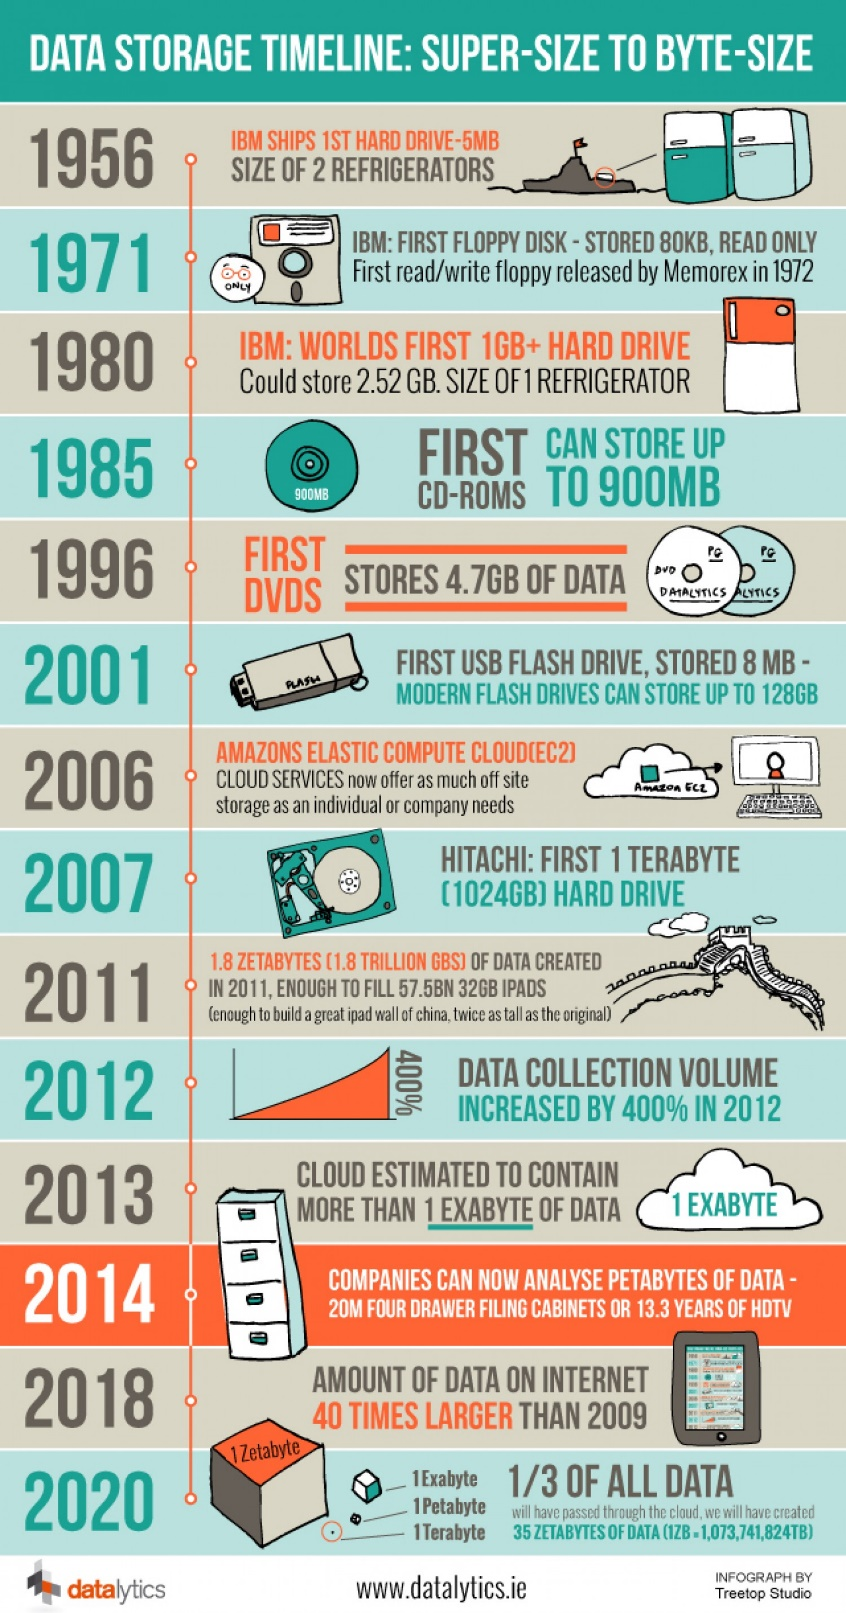 DATA STORAGE TIMELINE: SUPER-SIZE TO BYTE-SIZE
1956
IBM SHIPS 1ST HARD DRIVE-5MB
SIZE OF 2 REFRIGERATORS
1971
ONLY
IBM: FIRST FLOPPY DISK - STORED 80KB, READ ONLY
First read/write floppy released by Memorex in 1972
1980
IBM: WORLDS FIRST 1GB+ HARD DRIVE
Could store 2.52 GB. SIZE OF 1 REFRIGERATOR
1985
900MB
FIRST
CD-ROMS
CAN STORE UP
TO 900MB
1996
FIRST
DVDS
STORES 4.7GB OF DATA
PG
DVD
DATALYTICS
PG
ALYTICS
2001
FLASH
FIRST USB FLASH DRIVE, STORED 8 MB -
MODERN FLASH DRIVES CAN STORE UP TO 128GB
2006
AMAZONS ELASTIC COMPUTE CLOUD(EC2)
CLOUD SERVICES now offer as much off site
storage as an individual or company needs
Amazon EC2
2007
HITACHI: FIRST 1 TERABYTE
(1024GB) HARD DRIVE
2011
1.8 ZETABYTES (1.8 TRILLION GBS) OF DATA CREATED
IN 2011, ENOUGH TO FILL 57.5BN 32GB IPADS
(enough to build a great ipad wall of china, twice as tall as the original)
2012
400%
DATA COLLECTION VOLUME
INCREASED BY 400% IN 2012
2013
CLOUD ESTIMATED TO CONTAIN
MORE THAN 1 EXABYTE OF DATA
1 EXABYTE
2014
COMPANIES CAN NOW ANALYSE PETABYTES OF DATA -
20M FOUR DRAWER FILING CABINETS OR 13.3 YEARS OF HDTV
2018
AMOUNT OF DATA ON INTERNET
40 TIMES LARGER THAN 2009
2020
1 Zetabyte
1 Exabyte
1 Petabyte
1 Terabyte
1/3 OF ALL DATA
will have passed through the cloud, we will have created
35 ZETABYTES OF DATA (1ZB = 1,073,741,824TB)
datalytics
www.datalytics.ie
INFOGRAPH BY
Treetop Studio